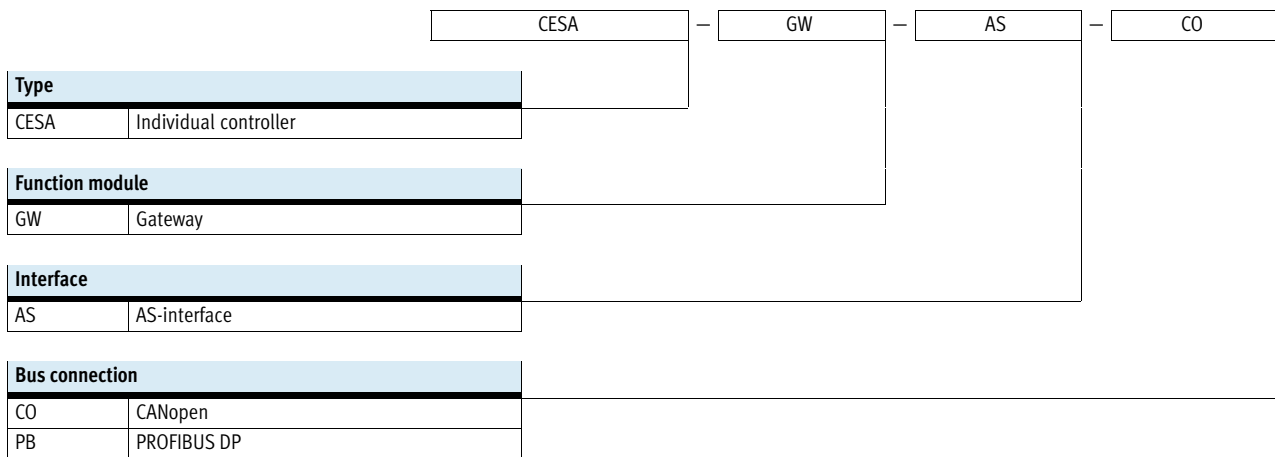 CESA — GW — AS — CO
Type
CESA Individual controller
Function module
GW Gateway
Interface
AS AS-interface
Bus connection
CO CANopen
PB PROFIBUS DP